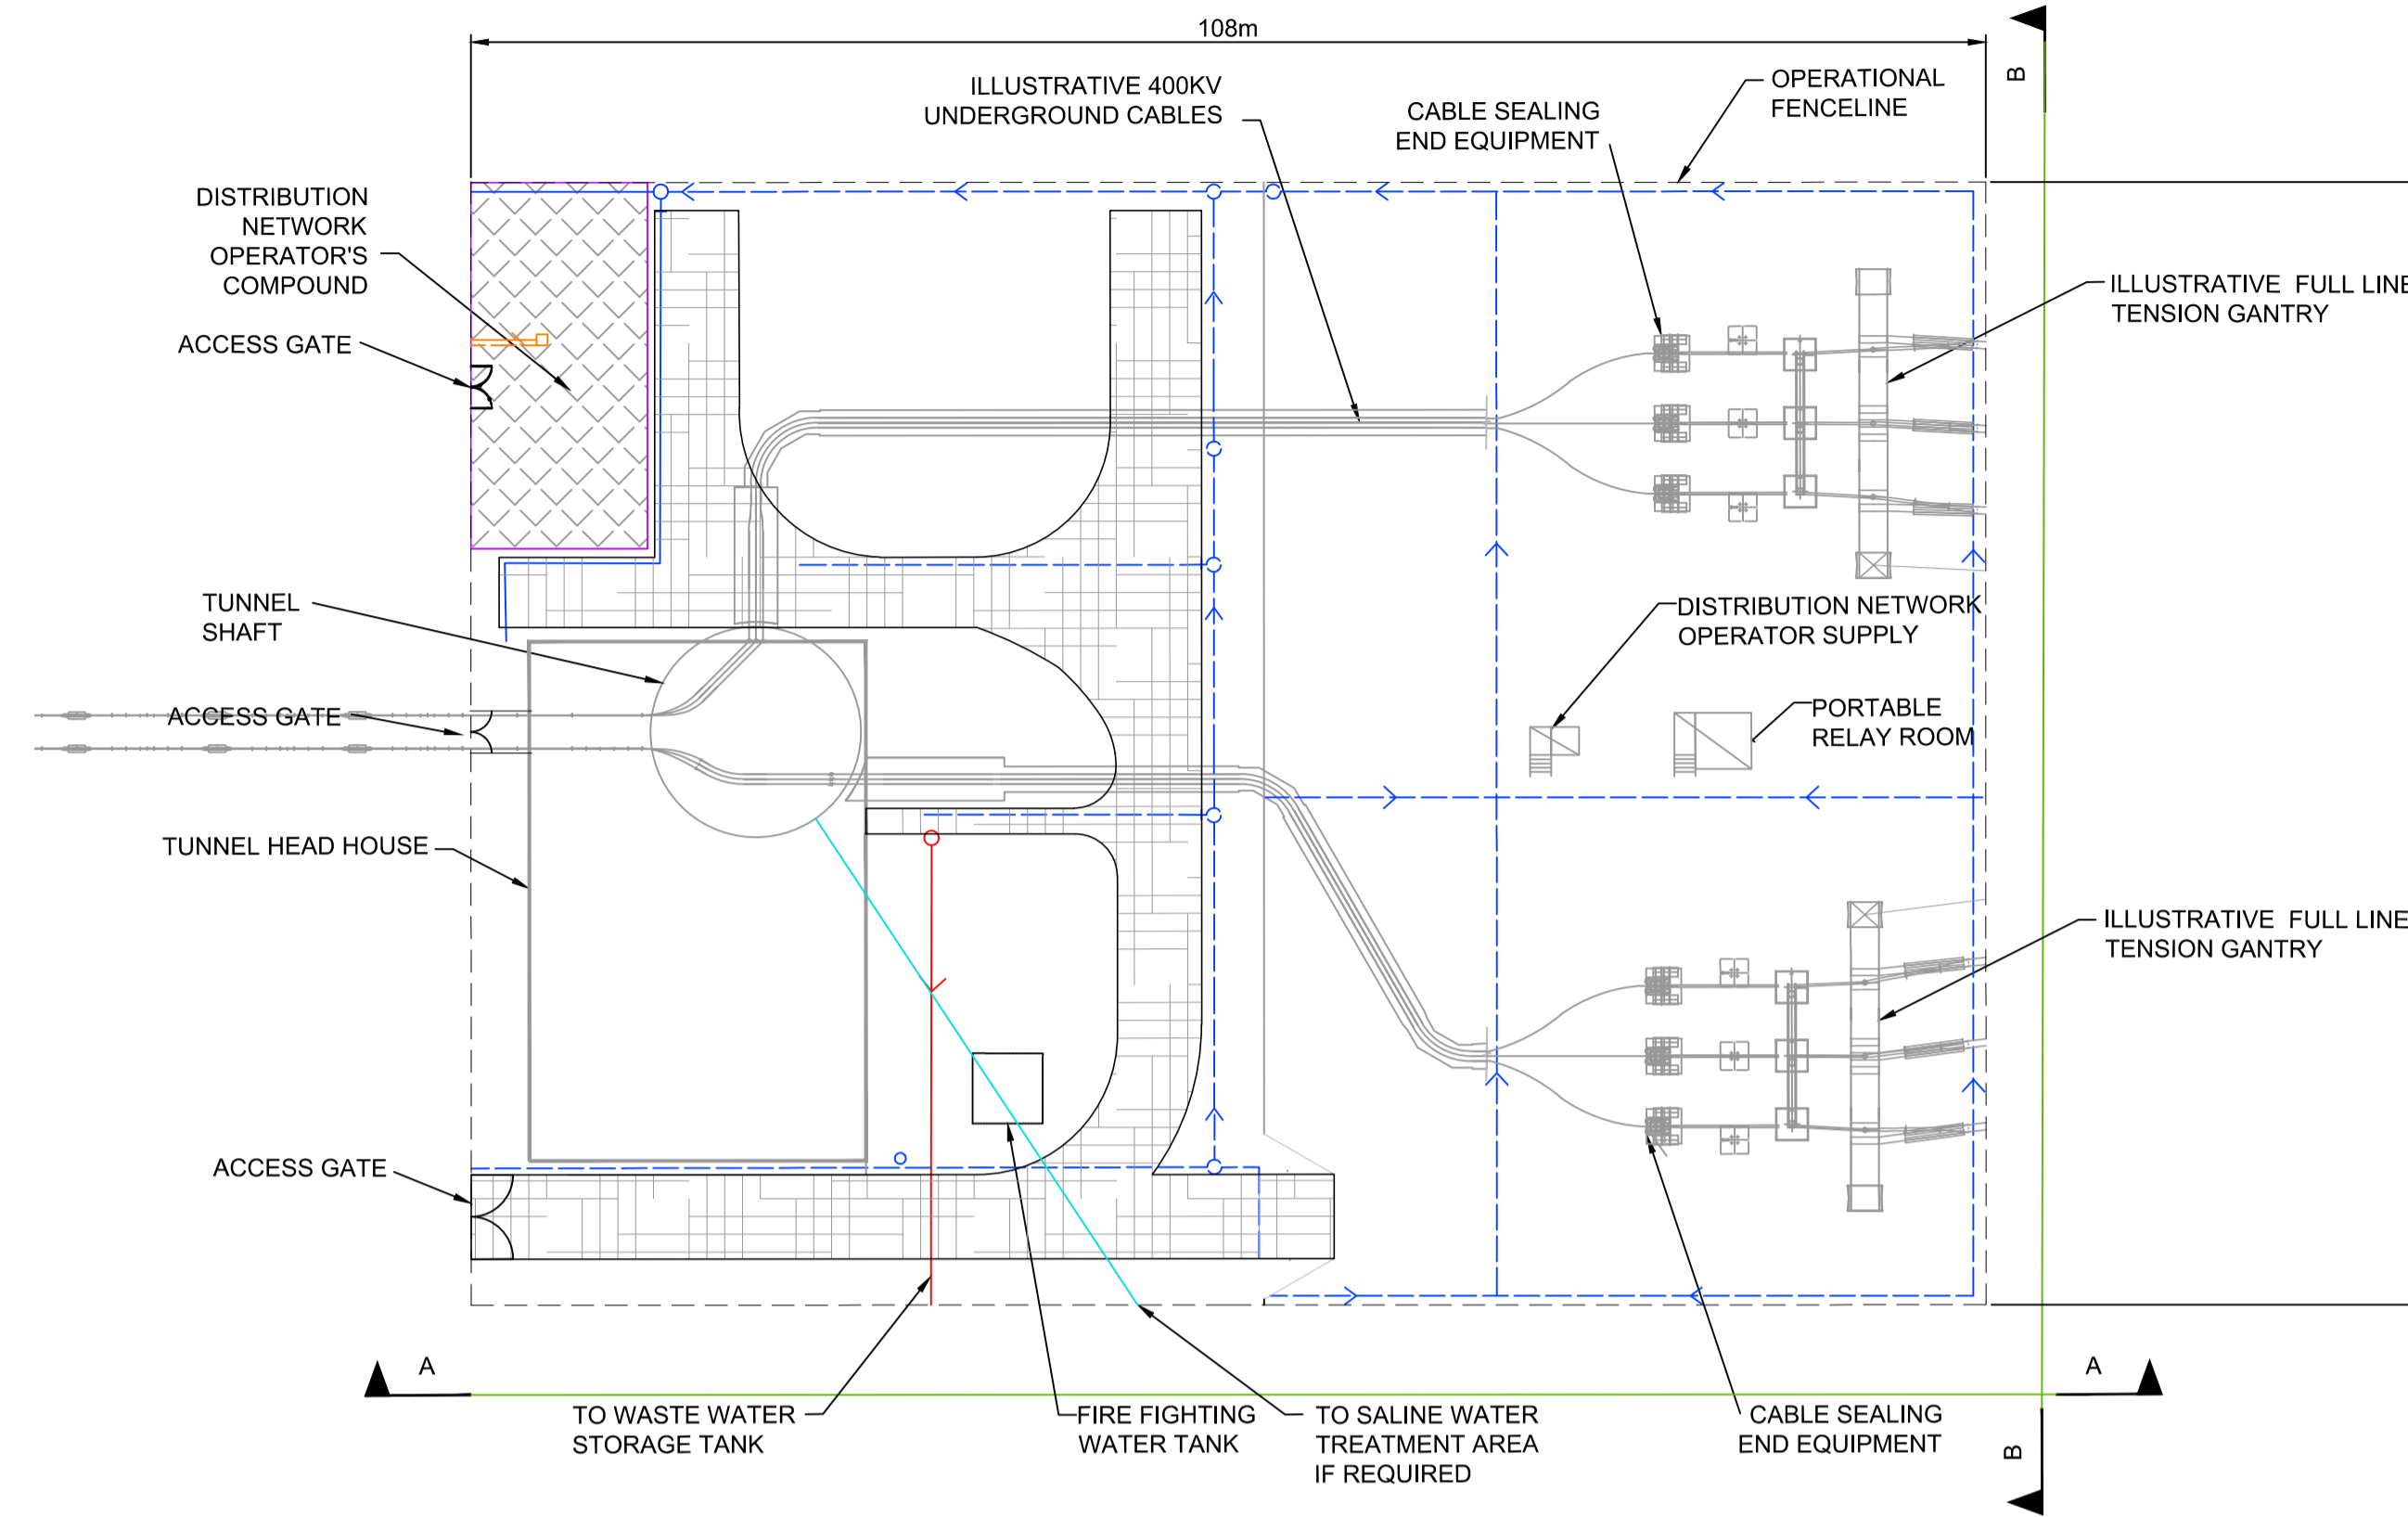 108m
B
ILLUSTRATIVE 400KV
UNDERGROUND CABLES
CABLE SEALING
END EQUIPMENT
OPERATIONAL
FENCELINE
DISTRIBUTION
NETWORK
OPERATOR'S
COMPOUND
ACCESS GATE
ILLUSTRATIVE FULL LINE
TENSION GANTRY
TUNNEL
SHAFT
DISTRIBUTION NETWORK
OPERATOR SUPPLY
ACCESS GATE
PORTABLE
RELAY ROOM
TUNNEL HEAD HOUSE
ILLUSTRATIVE FULL LINE
TENSION GANTRY
ACCESS GATE
A
A
TO WASTE WATER
STORAGE TANK
FIRE FIGHTING
WATER TANK
TO SALINE WATER
TREATMENT AREA
IF REQUIRED
CABLE SEALING
END EQUIPMENT
B